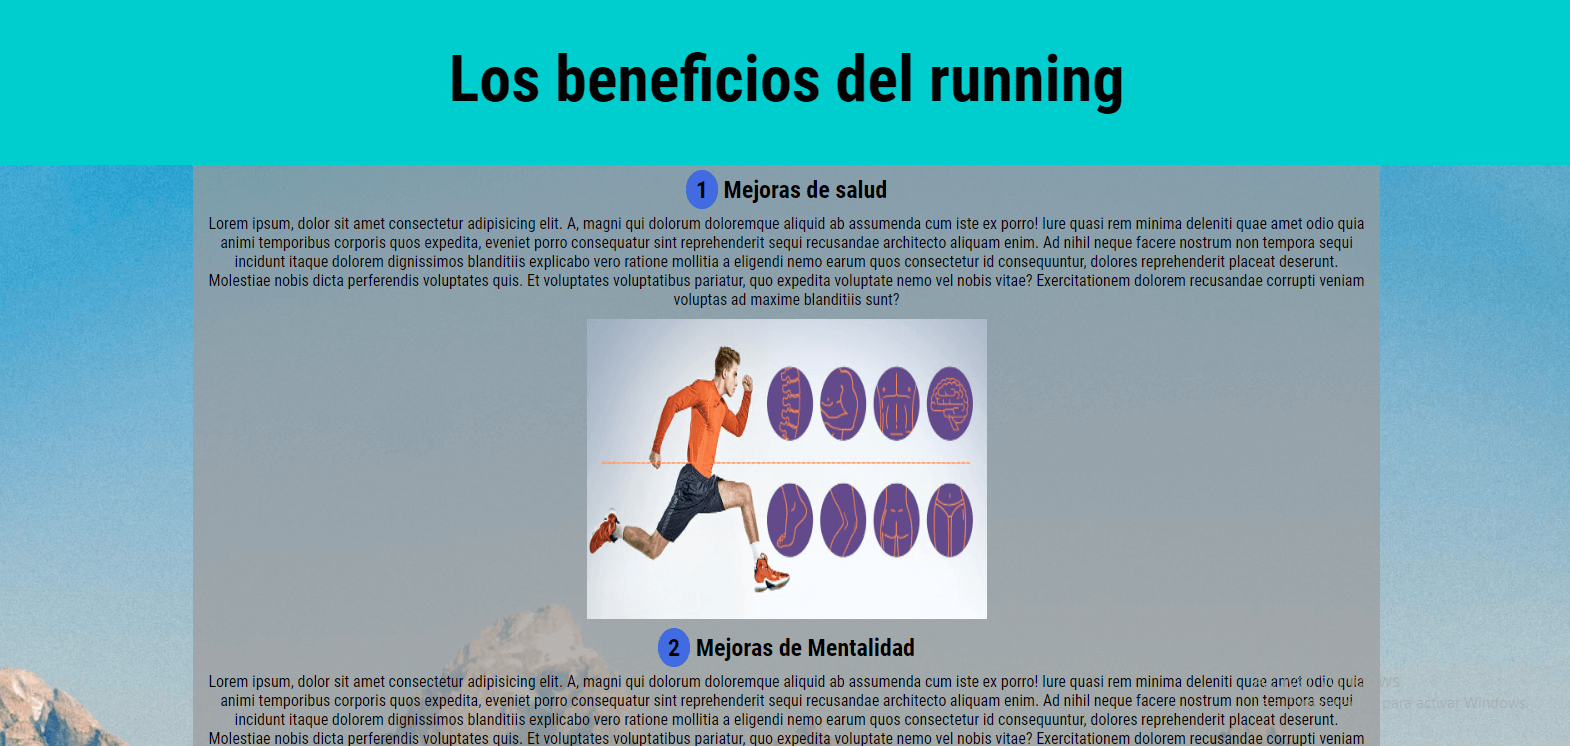 Los beneficios del running
1 Mejoras de salud
Lorem ipsum, dolor sit amet consectetur adipisicing elit. A, magni qui dolorum doloremque aliquid ab assumenda cum iste ex porro! Iure quasi rem minima deleniti quae amet odio quia
animi temporibus corporis quos expedita, eveniet porro consequatur sint reprehenderit sequi recusandae architecto aliquam enim. Ad nihil neque facere nostrum non tempora sequi
incidunt itaque dolorem dignissimos blanditiis explicabo vero ratione mollitia a eligendi nemo earum quos consectetur id consequuntur, dolores reprehenderit placeat deserunt.
Molestiae nobis dicta perferendis voluptates quis. Et voluptates voluptatibus pariatur, quo expedita voluptate nemo vel nobis vitae? Exercitationem dolorem recusandae corrupti veniam
voluptas ad maxime blanditiis sunt?
2 Mejoras de Mentalidad
Lorem ipsum, dolor sit amet consectetur adipisicing elit. A, magni qui dolorum doloremque aliquid ab assumenda cum iste ex porro! Iure quasi rem minima deleniti quae amet odio quia
animi temporibus corporis quos expedita, eveniet porro consequatur sint reprehenderit sequi recusandae architecto aliquam enim. Ad nihil neque facere nostrum non tempora sequi
para activar Windows.
incidunt itaque dolorem dignissimos blanditiis explicabo vero ratione mollitia a eligendi nemo earum quos consectetur id consequuntur, dolores reprehenderit placeat deserunt.
Molestiae nobis dicta perferendis voluptates quis. Et voluptates voluptatibus pariatur, quo expedita voluptate nemo vel nobis vitae? Exercitationem dolorem recusandae corrupti veniam